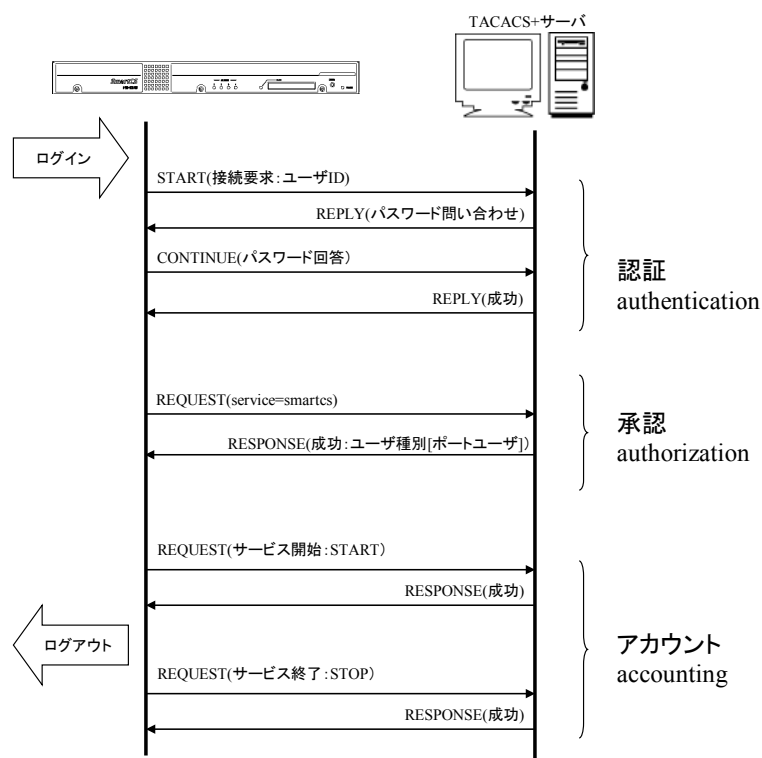 TACACS+サーバ
SmartCS
ログイン
START(接続要求:ユーザID)
REPLY(パスワード問い合わせ)
CONTINUE(パスワード回答)
REPLY(成功)
認証
authentication
REQUEST(service=smartcs)
RESPONSE(成功:ユーザ種別[ポートユーザ])
承認
authorization
REQUEST(サービス開始:START)
RESPONSE(成功)
ログアウト
REQUEST(サービス終了:STOP)
RESPONSE(成功)
アカウント
accounting